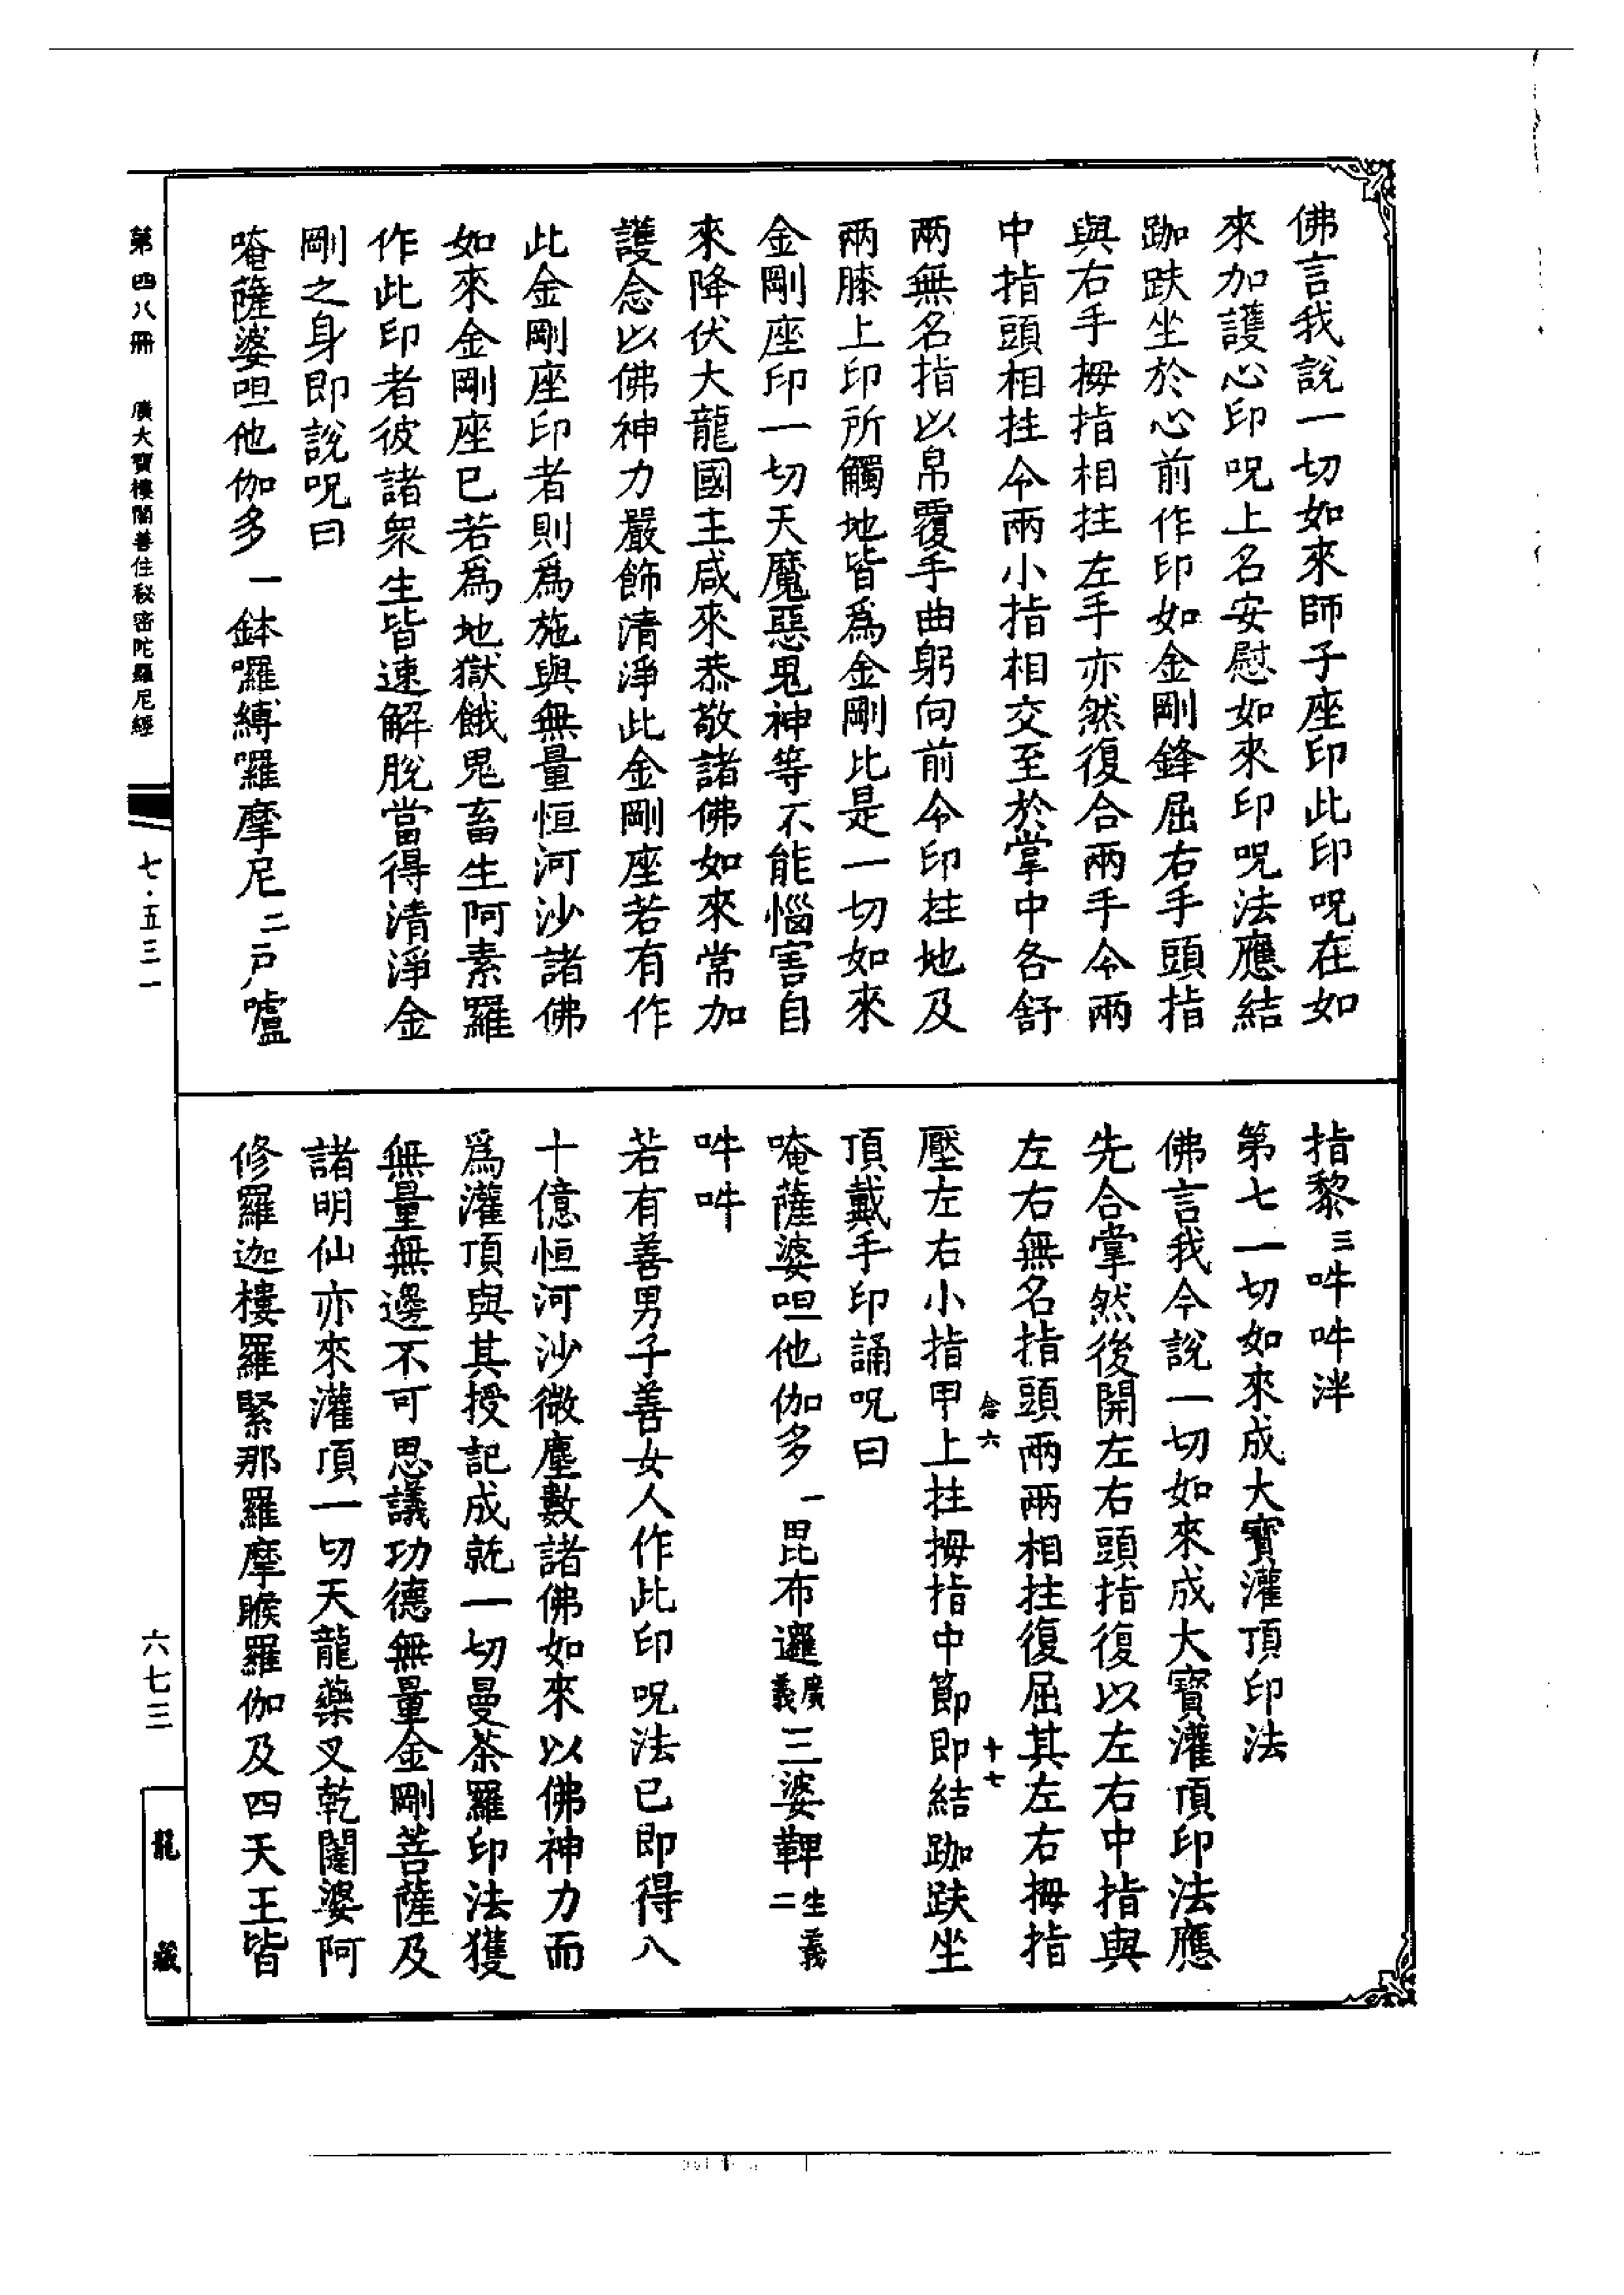 佛言我說一切如來師子座印此印呪在如
來加護心印呪上名安慰如來印呪法應結
跏趺坐於心前作印如金剛鋒屈右手頭指
與右手拇指相拄左手亦然復合兩手令兩
中指頭相拄令兩小指相交至於掌中各舒
兩無名指以帛覆手曲躬向前令印拄地及
兩膝上印所觸地皆爲金剛比是一切如來
金剛座印一切天魔惡鬼神等不能惱害自
來降伏大龍國王咸來恭敬諸佛如來常加
護念以佛神力嚴飾清淨此金剛座若有作
此金剛座印者則爲施與無量恒河沙諸佛
如來金剛座已若爲地獄餓鬼畜生阿素羅
作此印者彼諸衆生皆速解脫當得清淨金
剛之身即說呪曰
唵薩婆呾他伽多一鉢囉縛囉摩尼二戶嚧
指黎三吽吽泮
第七一切如來成大寶灌頂印法
佛言我今說一切如來成大寶灌頂印法應
先合掌然後開左右頭指復以左右中指與
左右無名指頭兩兩相拄復屈其左右拇指
念六 十七
壓左右小指甲上拄拇指中節即結跏趺坐
頂戴手印誦呪曰
唵薩婆呾他伽多一毘布邏廣義三婆鞞生義二
吽吽
若有善男子善女人作此印呪法已即得八
十億恒河沙微塵數諸佛如來以佛神力而
爲灌頂與其授記成就一切曼茶羅印法獲
無量無邊不可思議功德無量金剛菩薩及
諸明仙亦來灌頂一切天龍藥叉乾闥婆阿
修羅迦樓羅緊那羅摩睺羅伽及四天王皆
第四八冊 廣大寶樓閣善住秘密陀羅尼經
七·五三一
六七三
龍藏